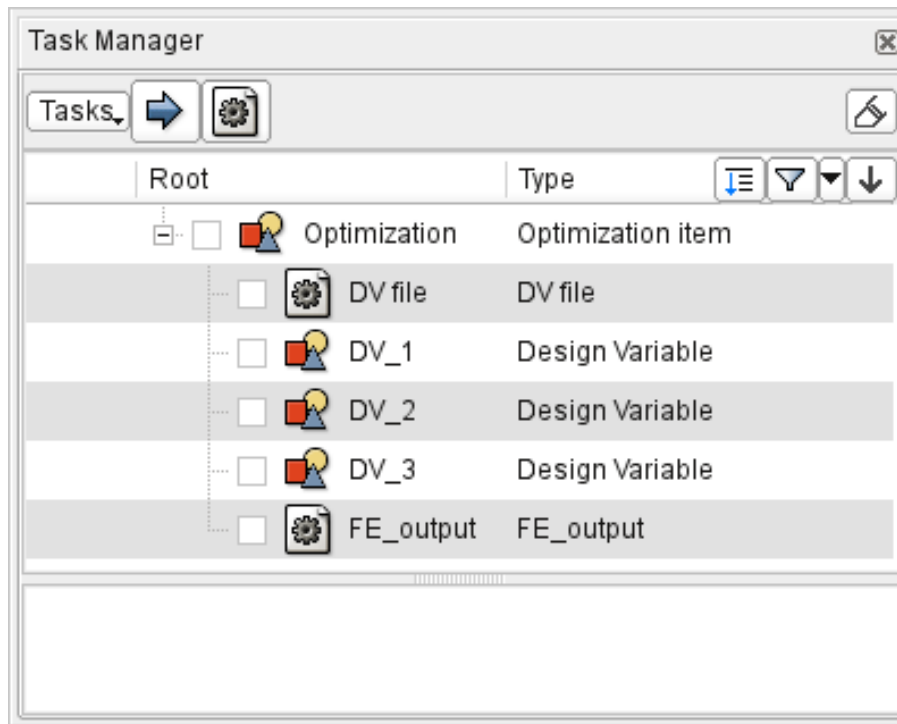 Task Manager
Tasks
Root Type
Optimization Optimization item
DV file DV file
DV_1 Design Variable
DV_2 Design Variable
DV_3 Design Variable
FE_output FE_output